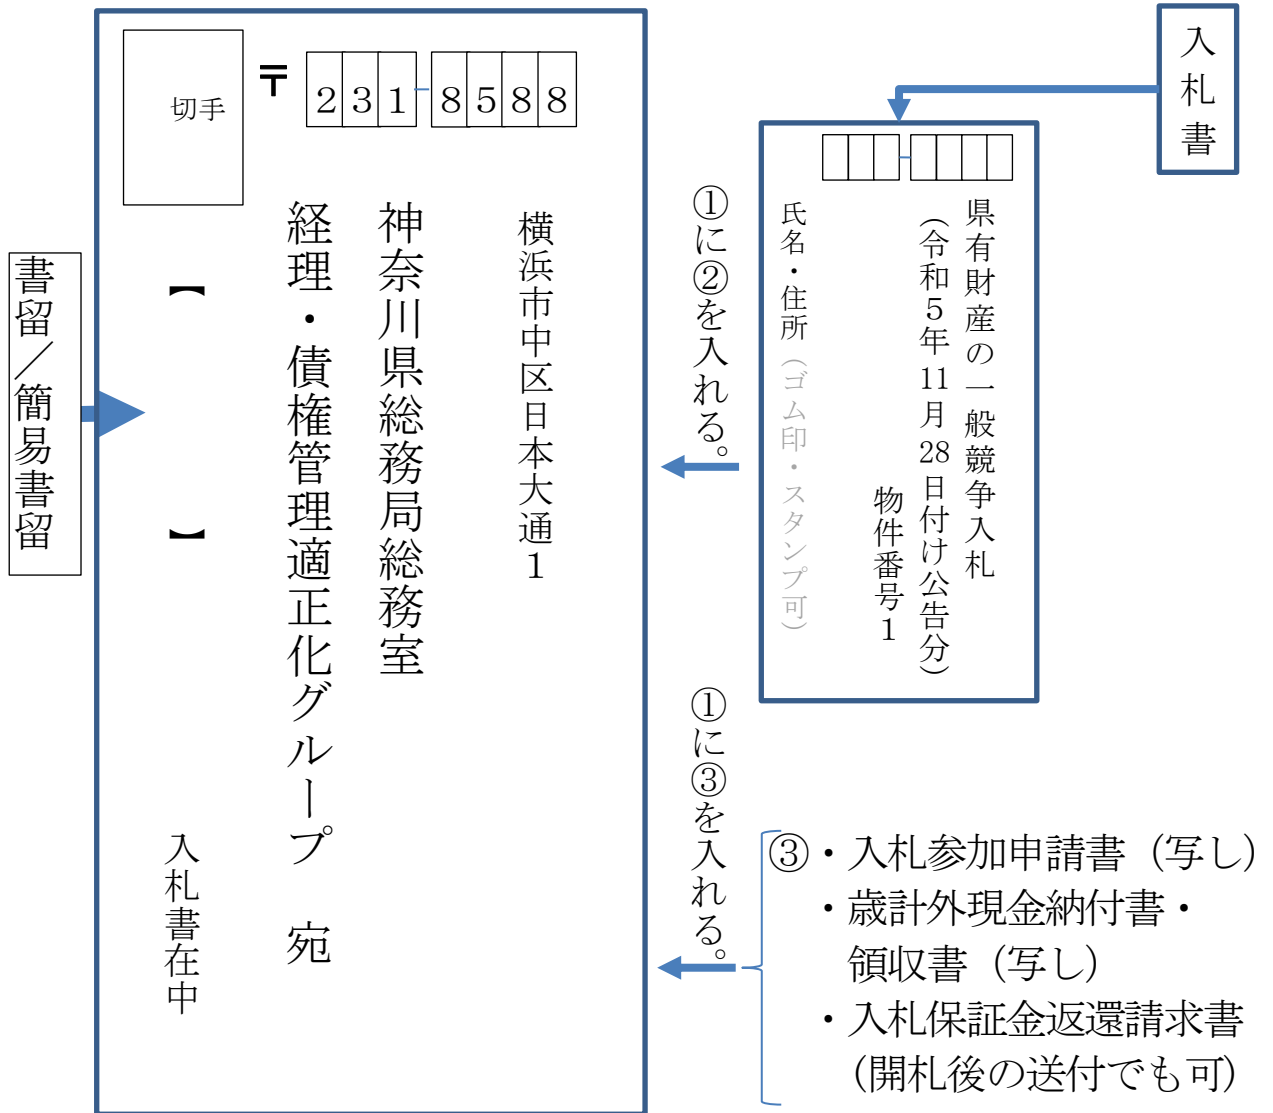 切手
〒
231-8588
横浜市中区日本大通1
神奈川県総務局総務室
経理・債権管理適正化グループ 宛
【 】
入札書在中
書留/簡易書留
入札書
県有財産の一般競争入札
(令和5年11月28日付け公告分)
物件番号1
氏名・住所(ゴム印・スタンプ可)
①に②を入れる。
①に③を入れる。
③・入札参加申請書(写し)
・歳計外現金納付書・
領収書(写し)
・入札保証金返還請求書
(開札後の送付でも可)